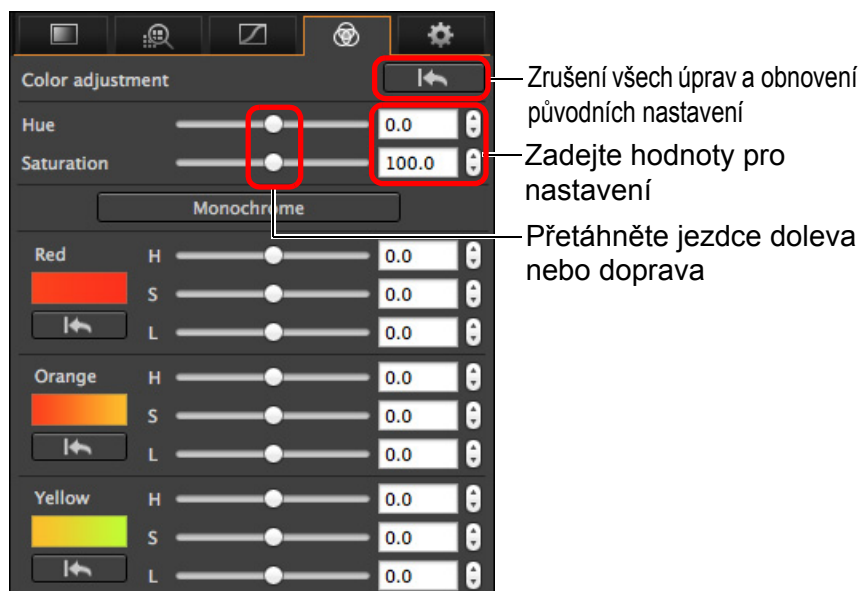 Color adjustment
Zrušení všech úprav a obnovení
původních nastavení
Hue 0.0
Saturation 100.0
Zadejte hodnoty pro
nastavení
Monochrome
Přetáhněte jezdce doleva
nebo doprava
Red H 0.0
S 0.0
L 0.0
Orange H 0.0
S 0.0
L 0.0
Yellow H 0.0
S 0.0
L 0.0